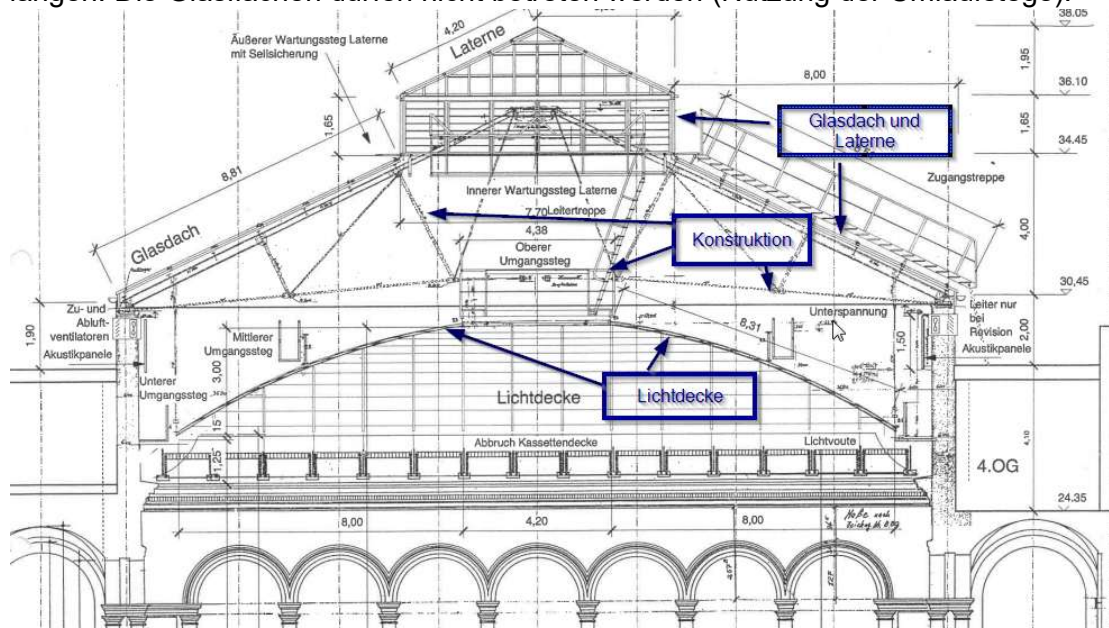 langen. Die Glasflächen dürfen nicht betreten werden (Nutzung der Umlaufstege).
38.05
4,20
Laterne
Äußerer Wartungssteg Laterne
mit Seilsicherung
1,95
8,00
36.10
Glasdach und
Laterne
1,65
1,65
34.45
8,81
Zugangstreppe
Innerer Wartungssteg Laterne
7,70
Leitertreppe
4,38
Konstruktion
4,00
Glasdach
Oberer
Umgangssteg
30,45
Zu- und
Abluft-
ventilatoren
Akustikpanele
1,90
Mittlerer
Umgangssteg
8,31
Unterspannung
Leiter nur
bei
Revision
Akustikpanele
2,00
1,50
3,00
Unterer
Umgangssteg
Lichtdecke
Lichtdecke
15
Abbruch Kassettendecke
Lichtvoute
1,25
4,10
4.OG
24.35
8,00
4,20
8,00